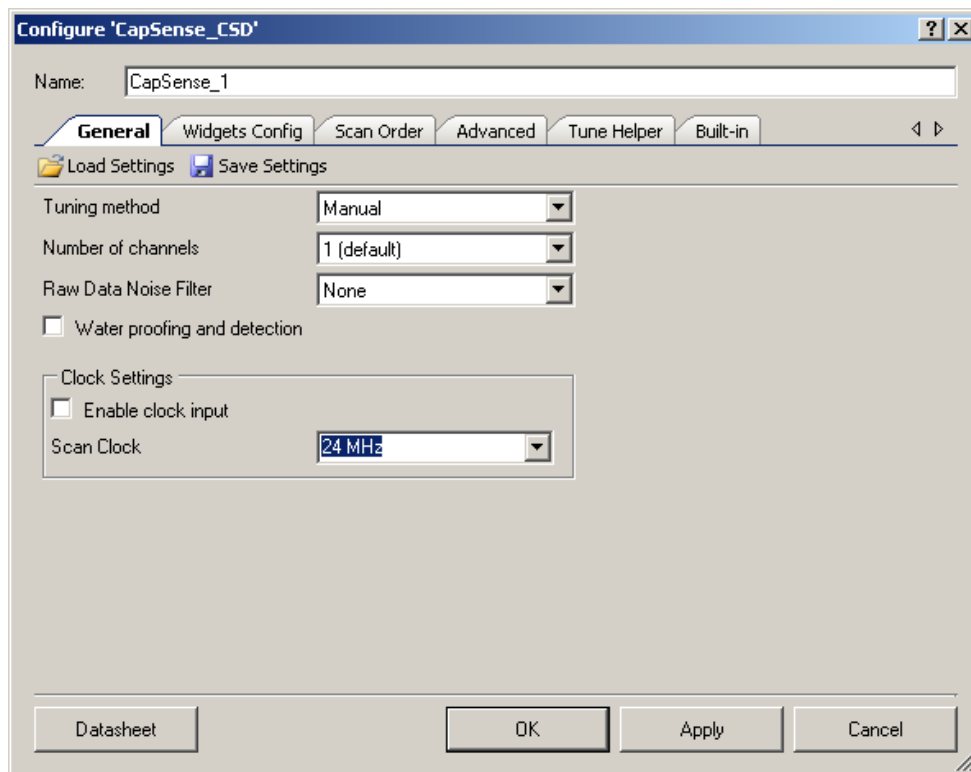 Configure 'CapSense_CSD'
Name: CapSense_1
General Widgets Config Scan Order Advanced Tune Helper Built-in
Load Settings Save Settings
Tuning method Manual
Number of channels 1 (default)
Raw Data Noise Filter None
Water proofing and detection
Clock Settings
Enable clock input
Scan Clock 24 MHz
Datasheet OK Apply Cancel